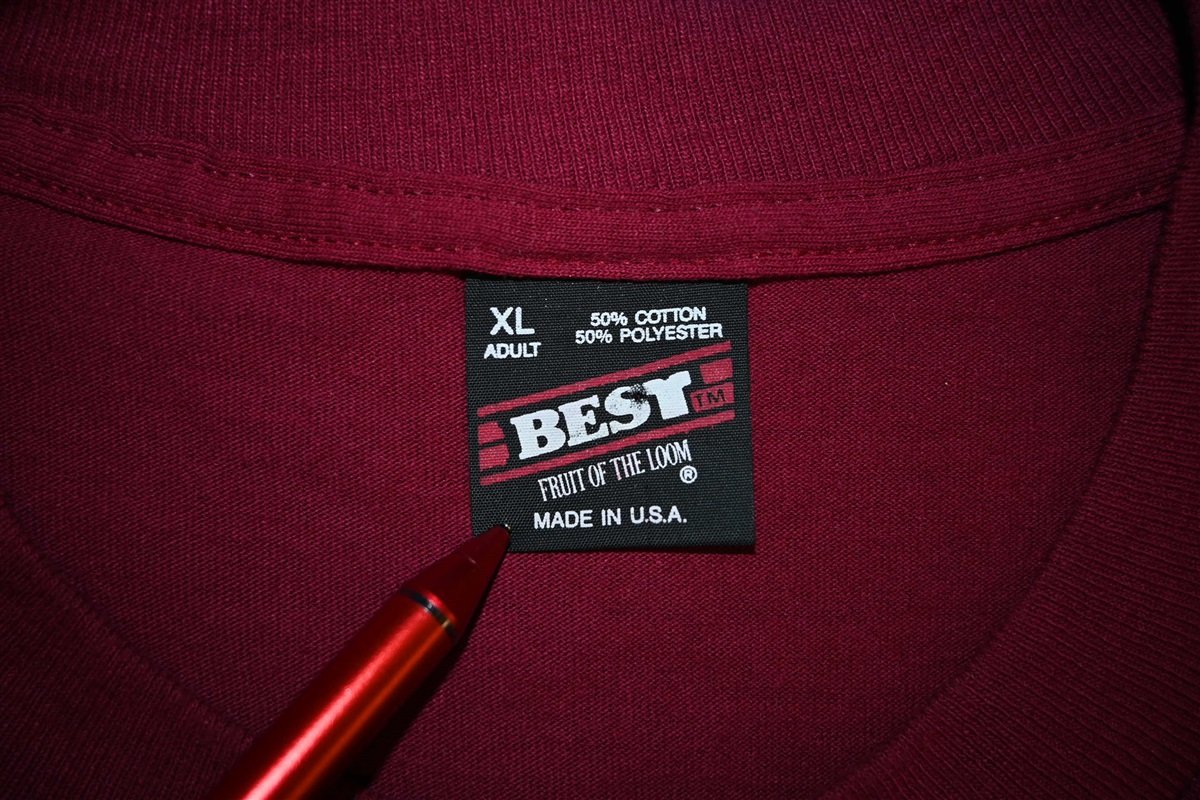 XL
ADULT
50% COTTON
50% POLYESTER
BEST TM
FRUIT OF THE LOOM
®
MADE IN U.S.A.